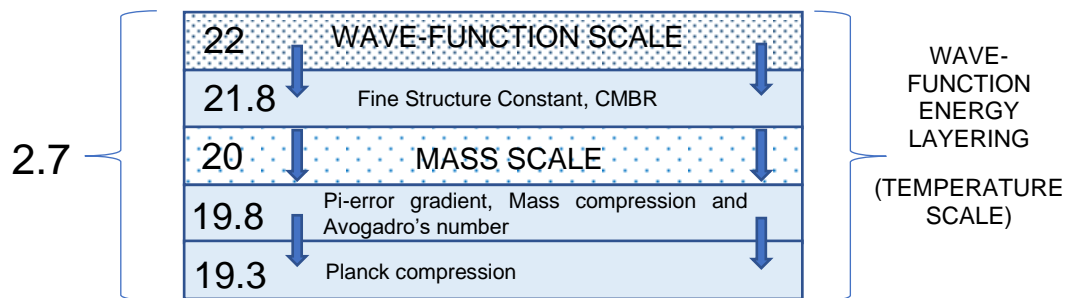 2.7
22 WAVE-FUNCTION SCALE
21.8 Fine Structure Constant, CMBR
20 MASS SCALE
19.8 Pi-error gradient, Mass compression and
Avogadro’s number
19.3 Planck compression
WAVE-
FUNCTION
ENERGY
LAYERING
(TEMPERATURE
SCALE)